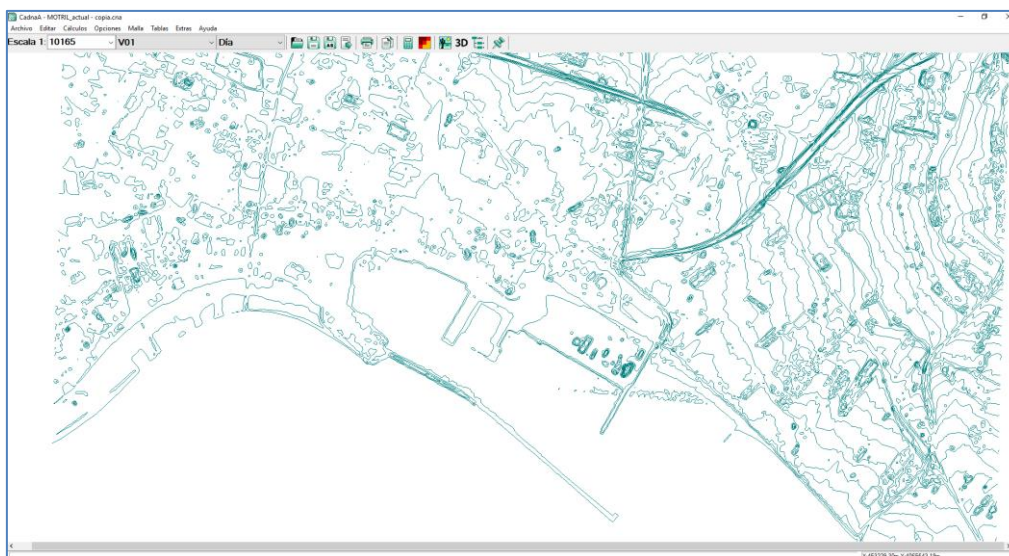 CadnaA - MOTRIL_actual - copia.cna
Archivo Editar Cálculos Opciones Malla Tablas Extras Ayuda
Escala 1: 10165 V01 Día 3D